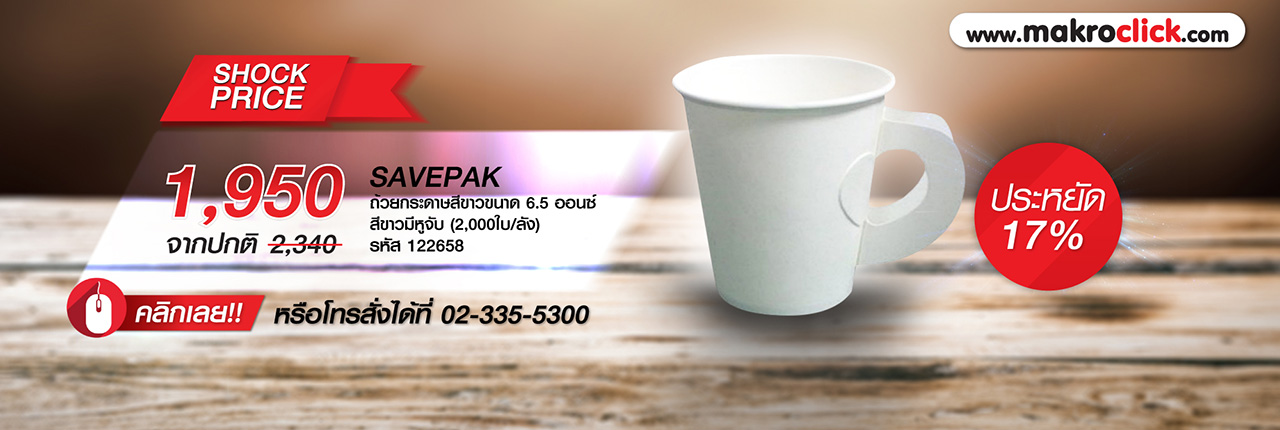 www.makroclick.com
SHOCK
PRICE
1,950
จากปกติ 2,340
SAVEPAK
ถ้วยกระดาษสีขาวขนาด 6.5 ออนซ์
สีขาวมีหูจับ (2,000ใบ/ลัง)
รหัส 122658
ประหยัด
17%
คลิกเลย!! หรือโทรสั่งได้ที่ 02-335-5300